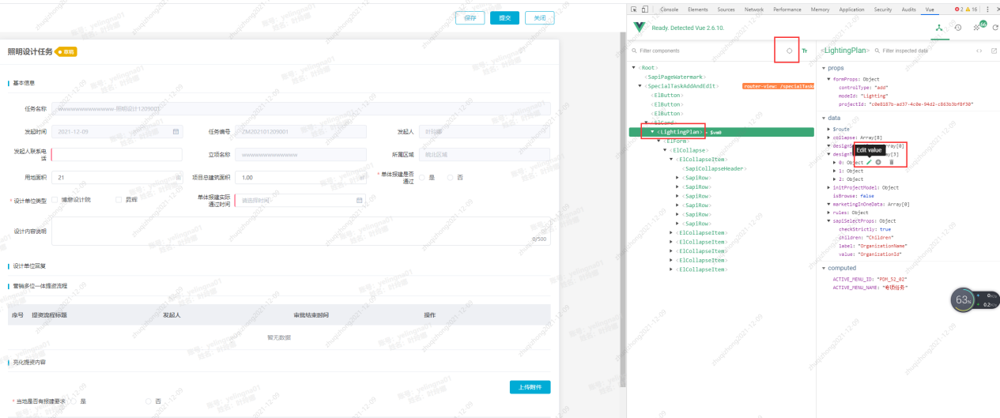 保存 提交 关闭
照明设计任务 草稿
基本信息
任务名称 wwwwwwwwwwwww-照明设计1209001
发起时间 2021-12-09 任务编号 ZM202101209001 发起人
发起人联系电话 立项名称 wwwwwwwwwwwww 所属区域 皖北区域
用地面积 21 项目总建筑面积 1.00 * 单体报建是否通过 是 否
* 设计单位类型 博意设计院 昇辉 单体报建实际通过时间 请选择时间
设计内容说明
0/500
设计单位回复
营销多位一体提资流程
序号 提资流程标题 发起人 审批结束时间 操作
暂无数据
亮化提资内容
上传附件
* 当地是否有报建要求 是 否
Console Elements Sources Network Performance Memory Application Security Audits Vue 2 16
Ready. Detected Vue 2.6.10.
66
Filter components
Tт
<LightingPlan> Filter inspected data
<Root>
<SapiPageWatermark>
<SpecialTaskAddAndEdit> router-view: /specialTask
<ElButton>
<ElButton>
<ElButton>
<ElCard>
<LightingPlan> = $vm0
<ElForm>
<ElCollapse>
<ElCollapseItem>
<SapiCollapseHeader>
<SapiRow>
<SapiRow>
<SapiRow>
<SapiRow>
<SapiRow>
<SapiRow>
<ElCollapseItem>
<ElCollapseItem>
<ElCollapseItem>
<ElCollapseItem>
<ElCollapseItem>
props
formProps: Object
controlType: "add"
modeId: "Lighting"
projectId: "c0e8187b-ad37-4c0e-94d2-c863b3bf8f30"
data
$route
collapse: Array[8]
Edit value
0: Object
1: Object
2: Object
initProjectModel: Object
isBrowse: false
marketingInOneData: Array[0]
rules: Object
sapiSelectProps: Object
checkStrictly: true
children: "Children"
label: "OrganizationName"
value: "OrganizationId"
computed
ACTIVE_MENU_ID: "PDM_52_02"
ACTIVE_MENU_NAME: "专项任务"
63%